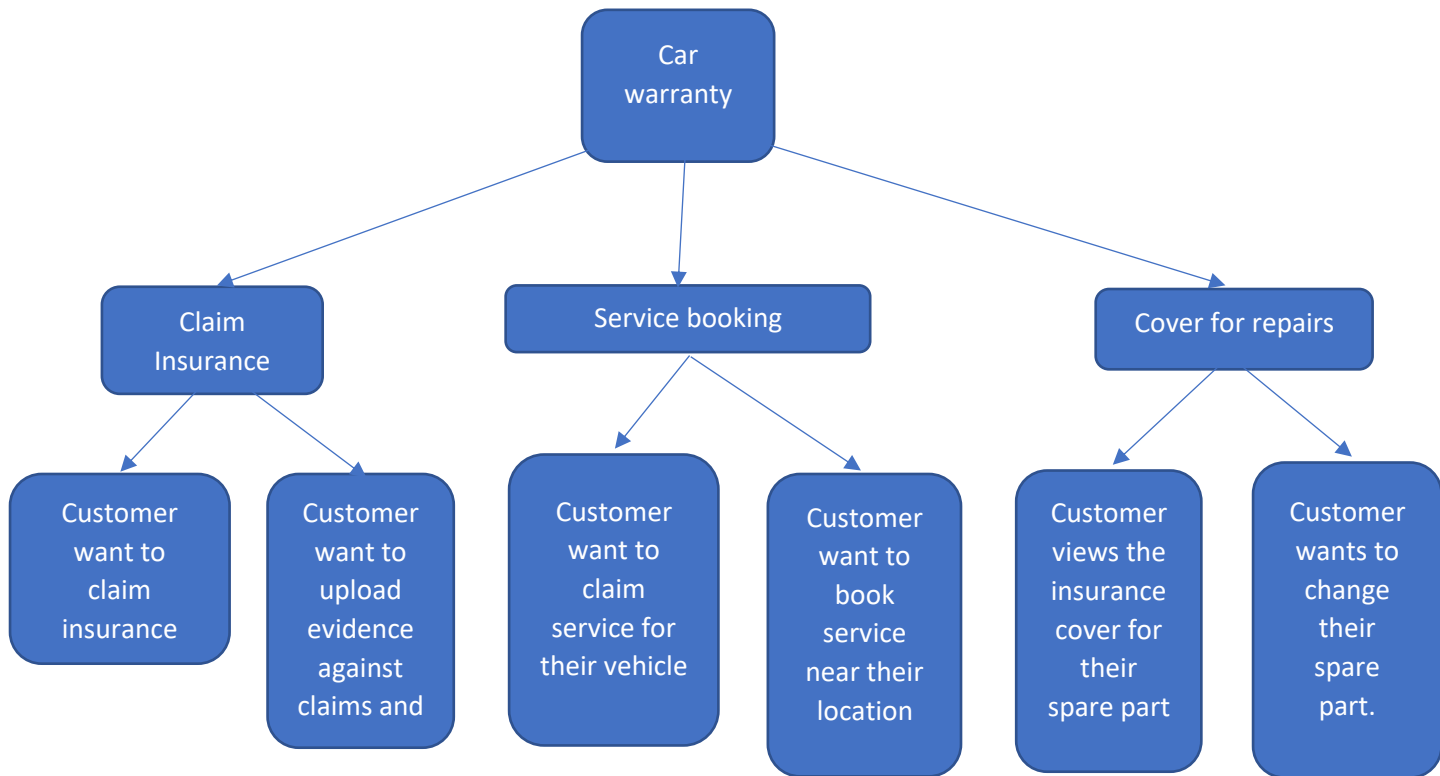 Car
warranty
Claim
Insurance
Service booking
Cover for repairs
Customer
want to
claim
insurance
Customer
want to
upload
evidence
against
claims and
Customer
want to
claim
service for
their vehicle
Customer
want to
book
service
near their
location
Customer
views the
insurance
cover for
their
spare part
Customer
wants to
change
their
spare
part.